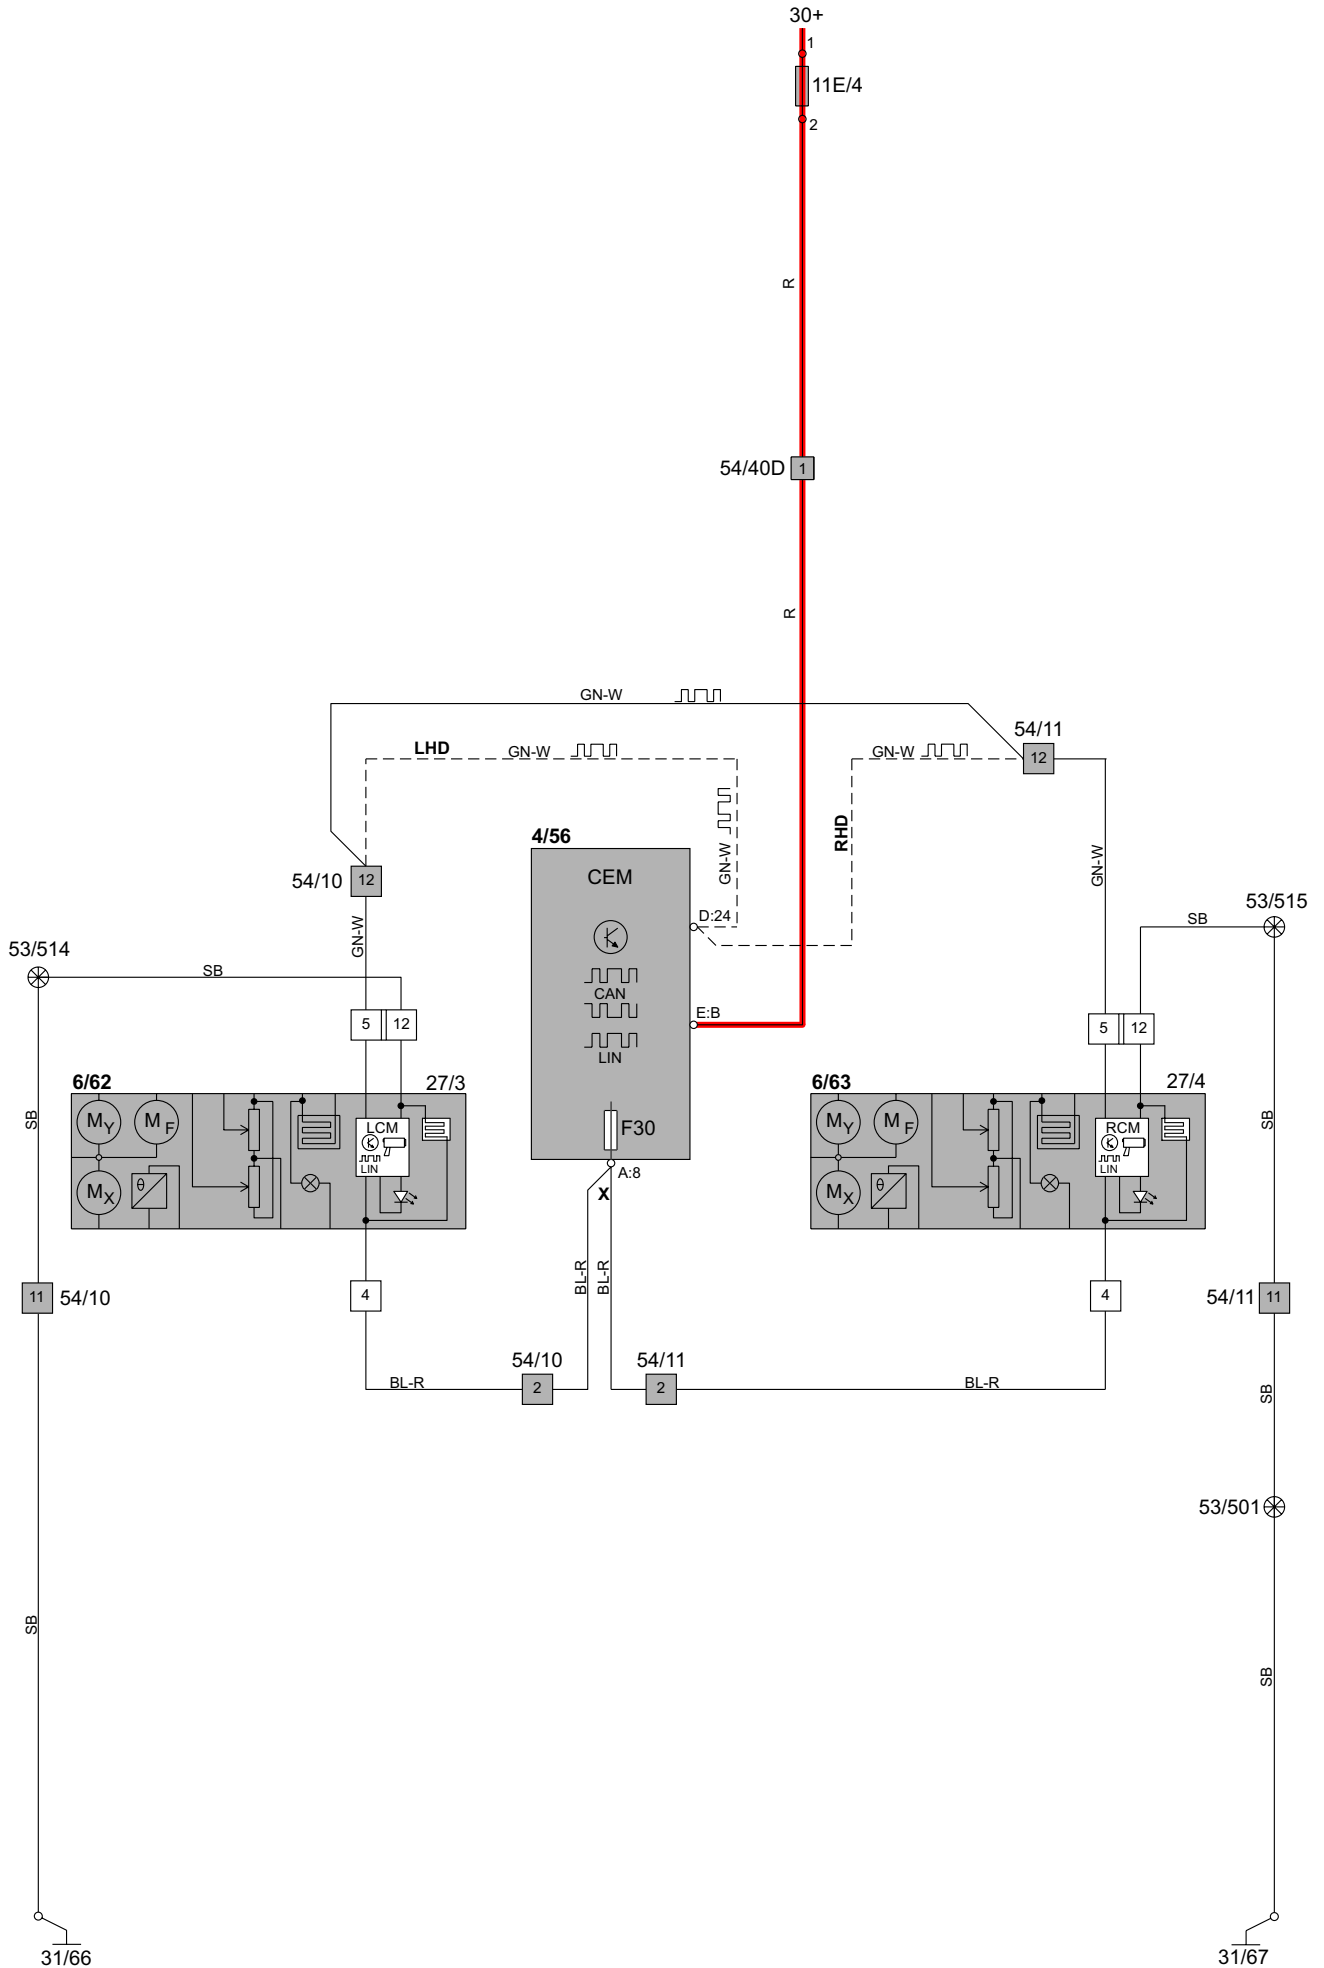 30+
1
11E/4
2
R
54/40D 1
R
GN-W
54/11
LHD GN-W
GN-W
12
4/56
RHD
CEM
GN-W
GN-W
54/10 12
D:24
53/515
SB
GN-W
53/514
SB
CAN
E:B
5 12
5 12
LIN
6/62 27/3
6/63 27/4
SB
MY MF
LCM
LIN
F30
MY MF
RCM
LIN
SB
A:8
X
MX θ
MX θ
BL-R
BL-R
11 54/10
4
4
54/11 11
54/10
54/11
BL-R
2
2
BL-R
SB
53/501
SB
SB
31/66
31/67